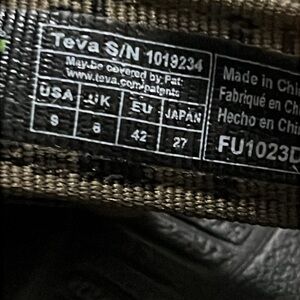 Teva S/N 1019234
May be covered by Pat.
www.teva.com/patents
USA UK EU JAPAN
9 8 42 27
Made in Chi
Fabriqué en Ch
Hecho en Chi
FU1023D